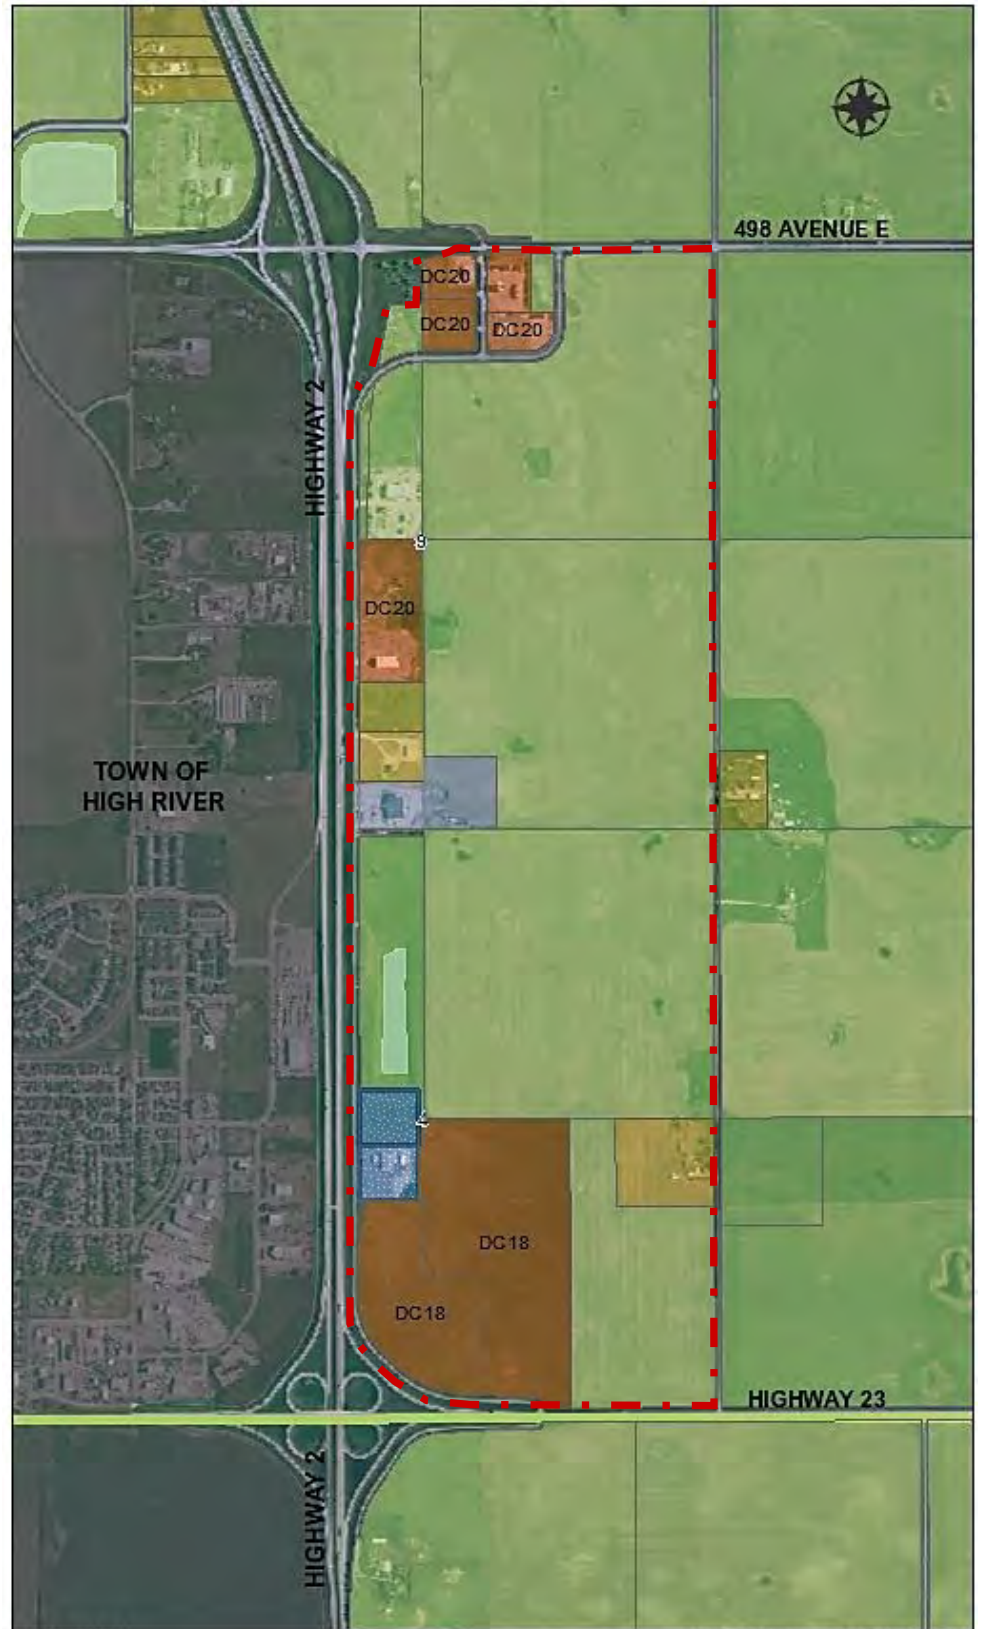 498 AVENUE E
DC20
DC20
DC20
HIGHWAY 2
9
DC20
TOWN OF
HIGH RIVER
4
DC18
DC18
HIGHWAY 23
HIGHWAY 2